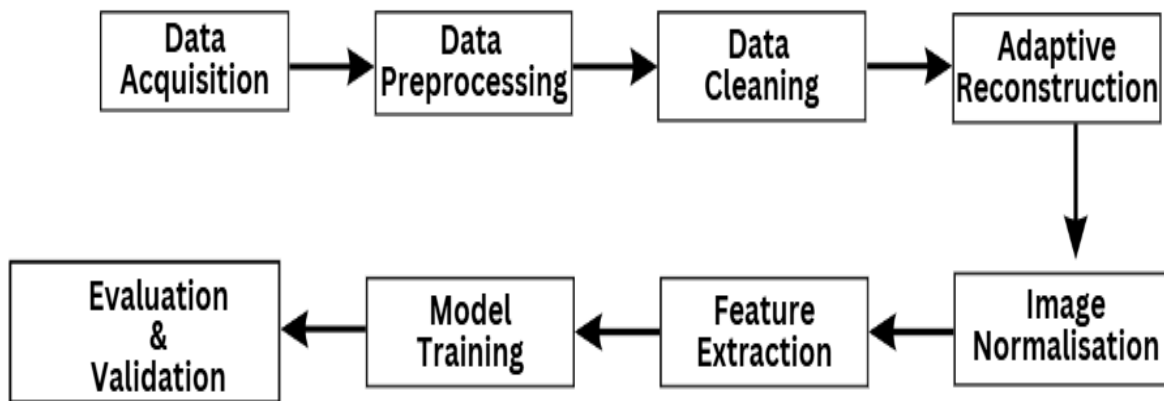 Data
Acquisition
Data
Preprocessing
Data
Cleaning
Adaptive
Reconstruction
Image
Normalisation
Feature
Extraction
Model
Training
Evaluation
&
Validation